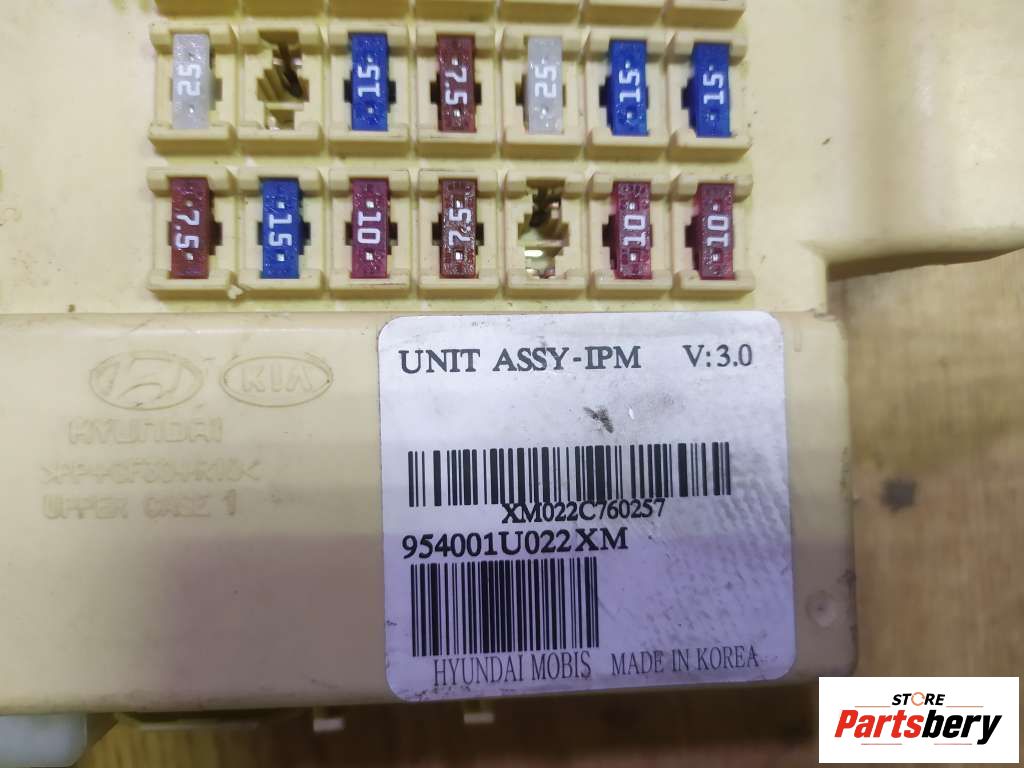 25 15 7.5 25 15 15
7.5 15 10 7.5 10 10
UNIT ASSY-IPM V:3.0
KIA
HYUNDAI
UPPER CASE 1
XM022C760257
954001U022XM
HYUNDAI MOBIS MADE IN KOREA
STORE
Partsbery